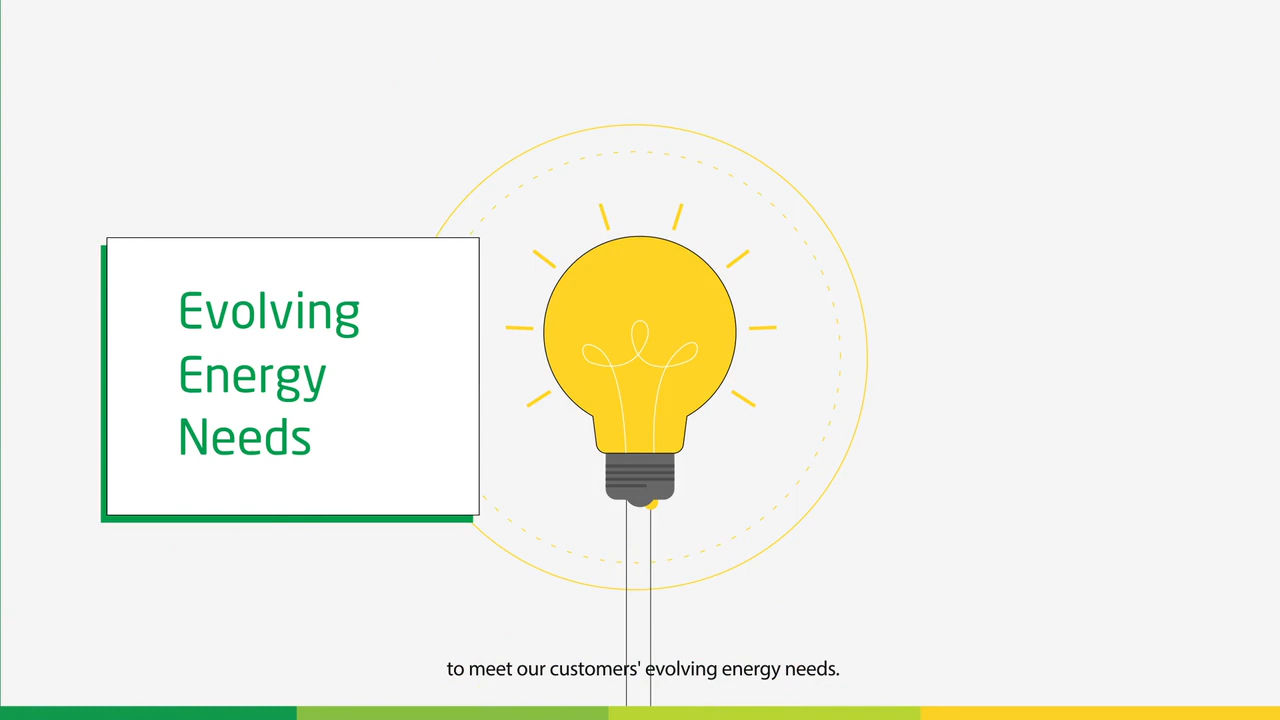 Evolving
Energy
Needs
to meet our customers' evolving energy needs.